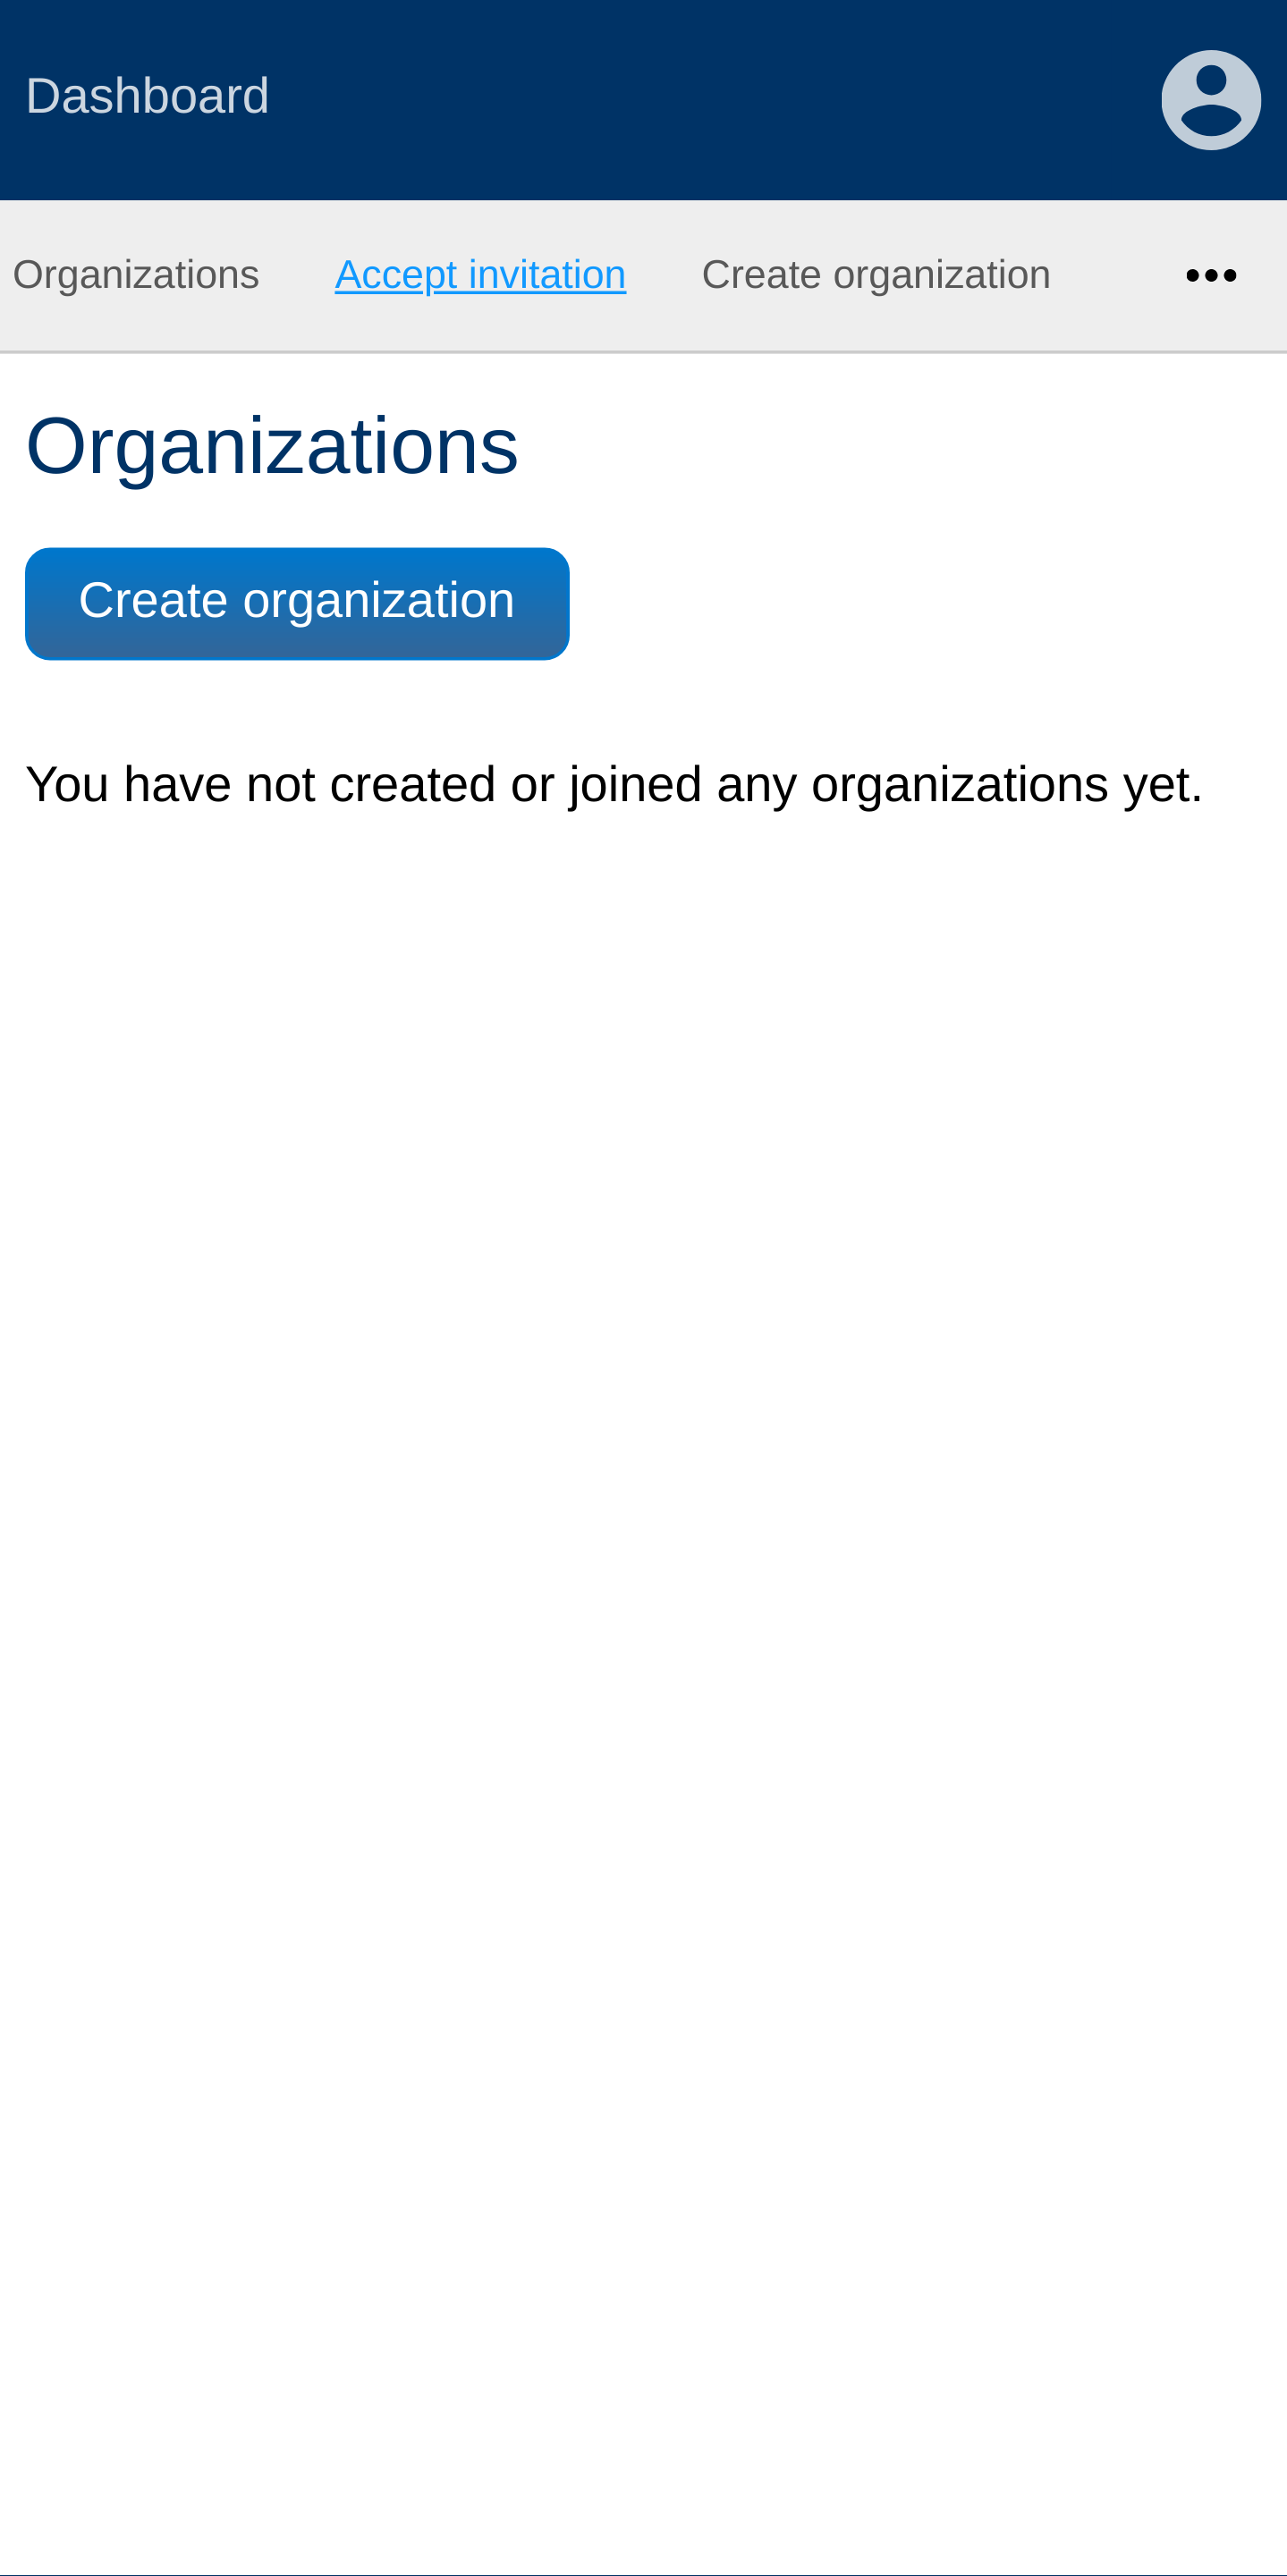 Dashboard
Organizations Accept invitation Create organization
Organizations
Create organization
You have not created or joined any organizations yet.